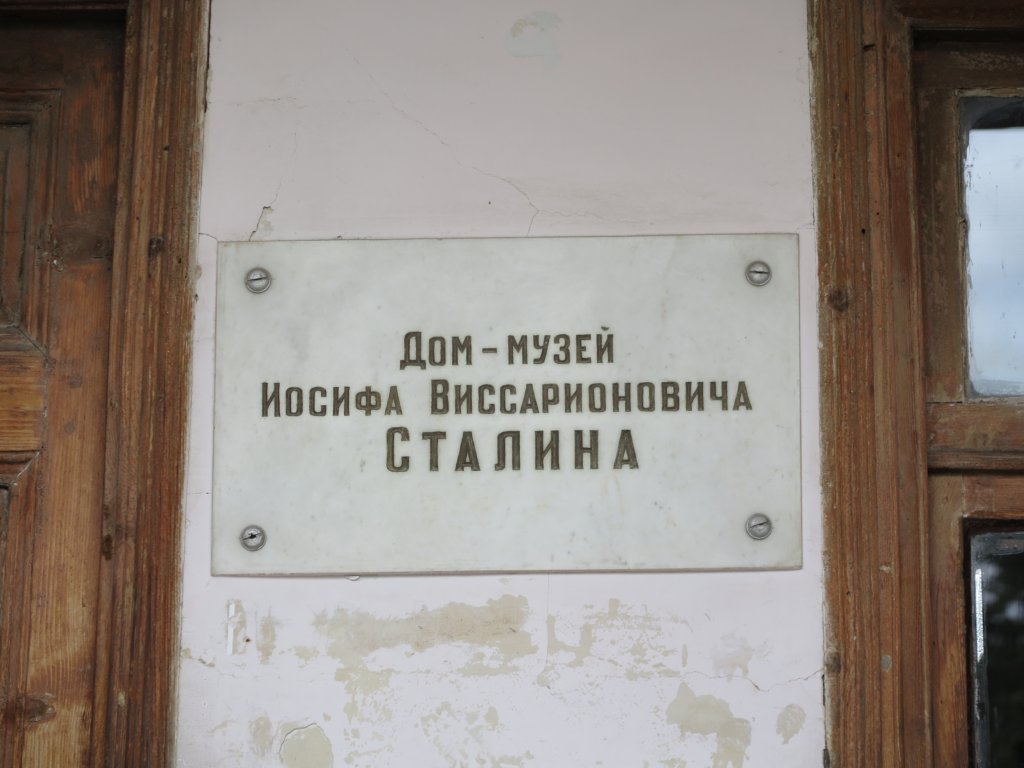 Дом-музей
Иосифа Виссарионовича
Сталина